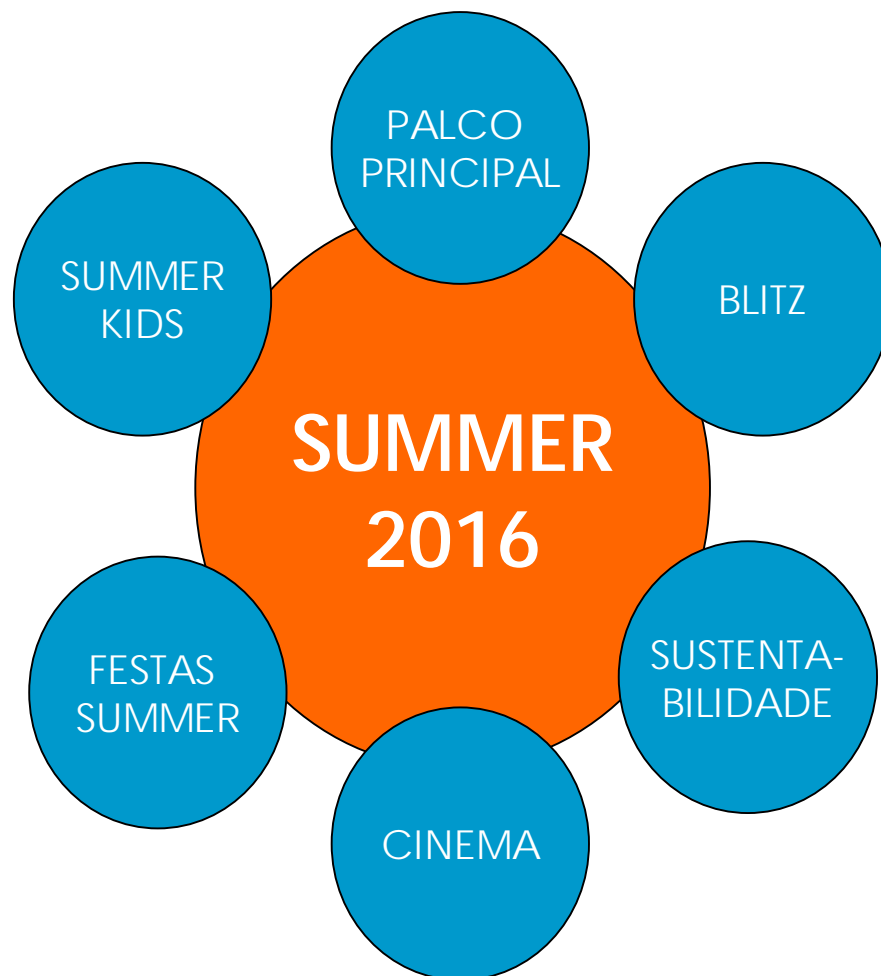 PALCO
PRINCIPAL
SUMMER
KIDS
BLITZ
SUMMER
2016
FESTAS
SUMMER
SUSTENTA-
BILIDADE
CINEMA